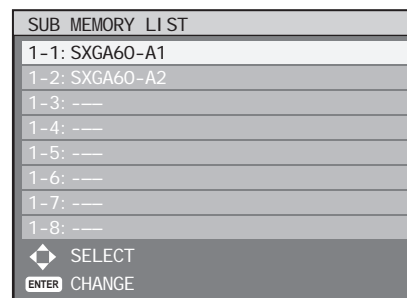 SUB MEMORY LIST
1-1: SXGA60-A1
1-2: SXGA60-A2
1-3: ---
1-4: ---
1-5: ---
1-6: ---
1-7: ---
1-8: ---
SELECT
ENTER CHANGE